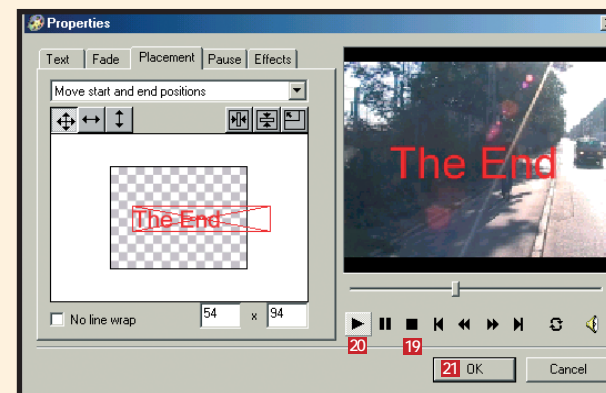 Properties
Text Fade Placement Pause Effects
Move start and end positions
The End
No line wrap 54 x 94
The End
20 19
21 OK Cancel